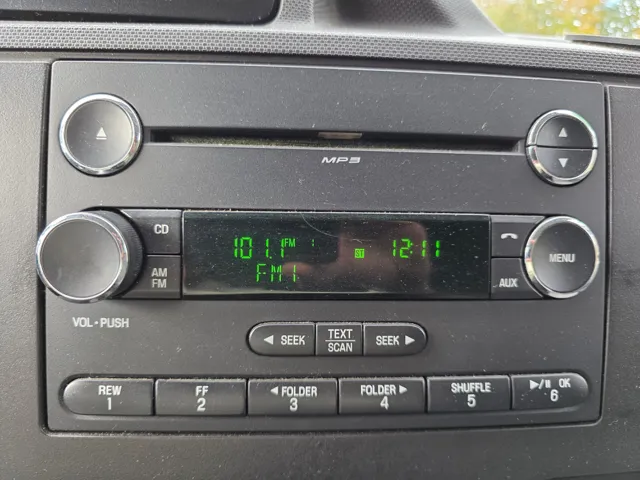 MP3
CD
101.1 FM
ST
12:11
MENU
AM
FM
FM1
AUX
VOL • PUSH
◄ SEEK
TEXT
SCAN
SEEK ►
REW
1
FF
2
◄ FOLDER
3
FOLDER ►
4
SHUFFLE
5
►/II OK
6